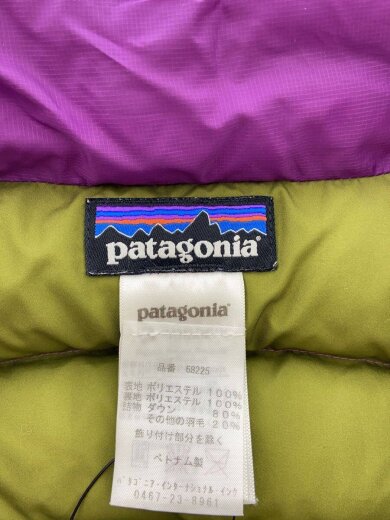 patagonia®
patagonia®
品番 68225
表地 ポリエステル 100%
裏地 ポリエステル 100%
詰物 ダウン 80%
その他の羽毛 20%
飾り付け部分を除く
ベトナム製
パタゴニア・インターナショナル インク
0467-23-8961